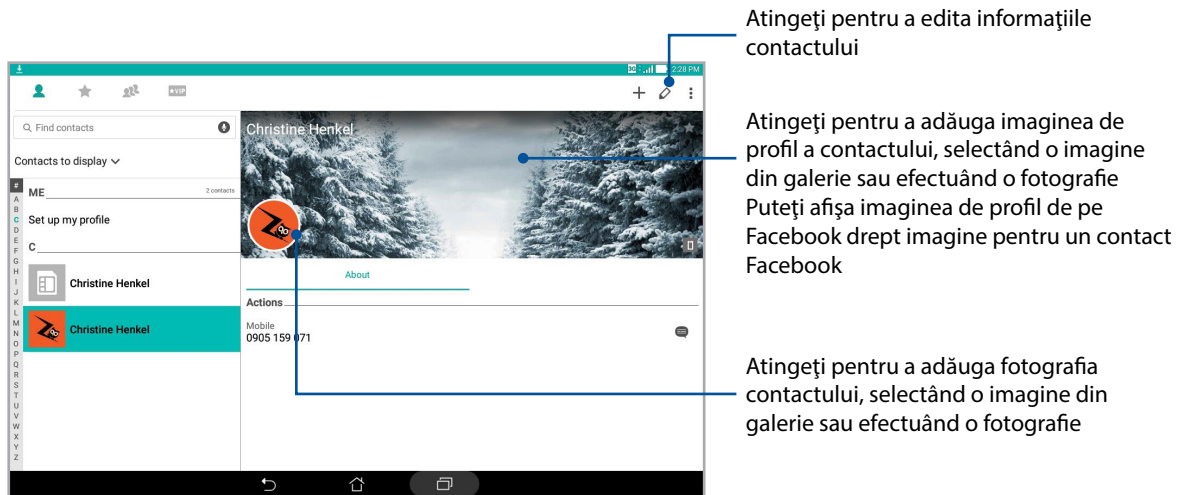 Atingeţi pentru a edita informaţiile
contactului
3G 2:28 PM
VIP
Find contacts
Contacts to display
ME 2 contacts
Set up my profile
C
Christine Henkel
Christine Henkel
#
A
B
C
D
E
F
G
H
I
J
K
L
M
N
O
P
Q
R
S
T
U
V
W
X
Y
Z
Christine Henkel
About
Actions
Mobile
0905 159 071
Atingeţi pentru a adăuga imaginea de
profil a contactului, selectând o imagine
din galerie sau efectuând o fotografie
Puteţi afişa imaginea de profil de pe
Facebook drept imagine pentru un contact
Facebook
Atingeţi pentru a adăuga fotografia
contactului, selectând o imagine din
galerie sau efectuând o fotografie